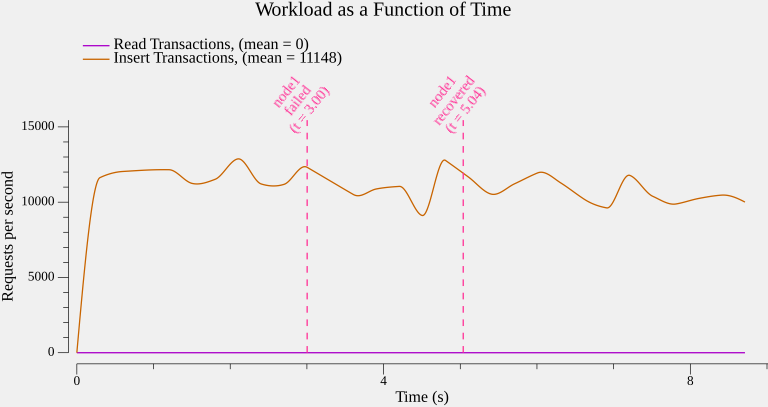 Workload as a Function of Time
Read Transactions, (mean = 0)
Insert Transactions, (mean = 11148)
node1
failed
(t = 3.00)
node1
recovered
(t = 5.04)
15000
10000
5000
0
Requests per second
0
4
8
Time (s)